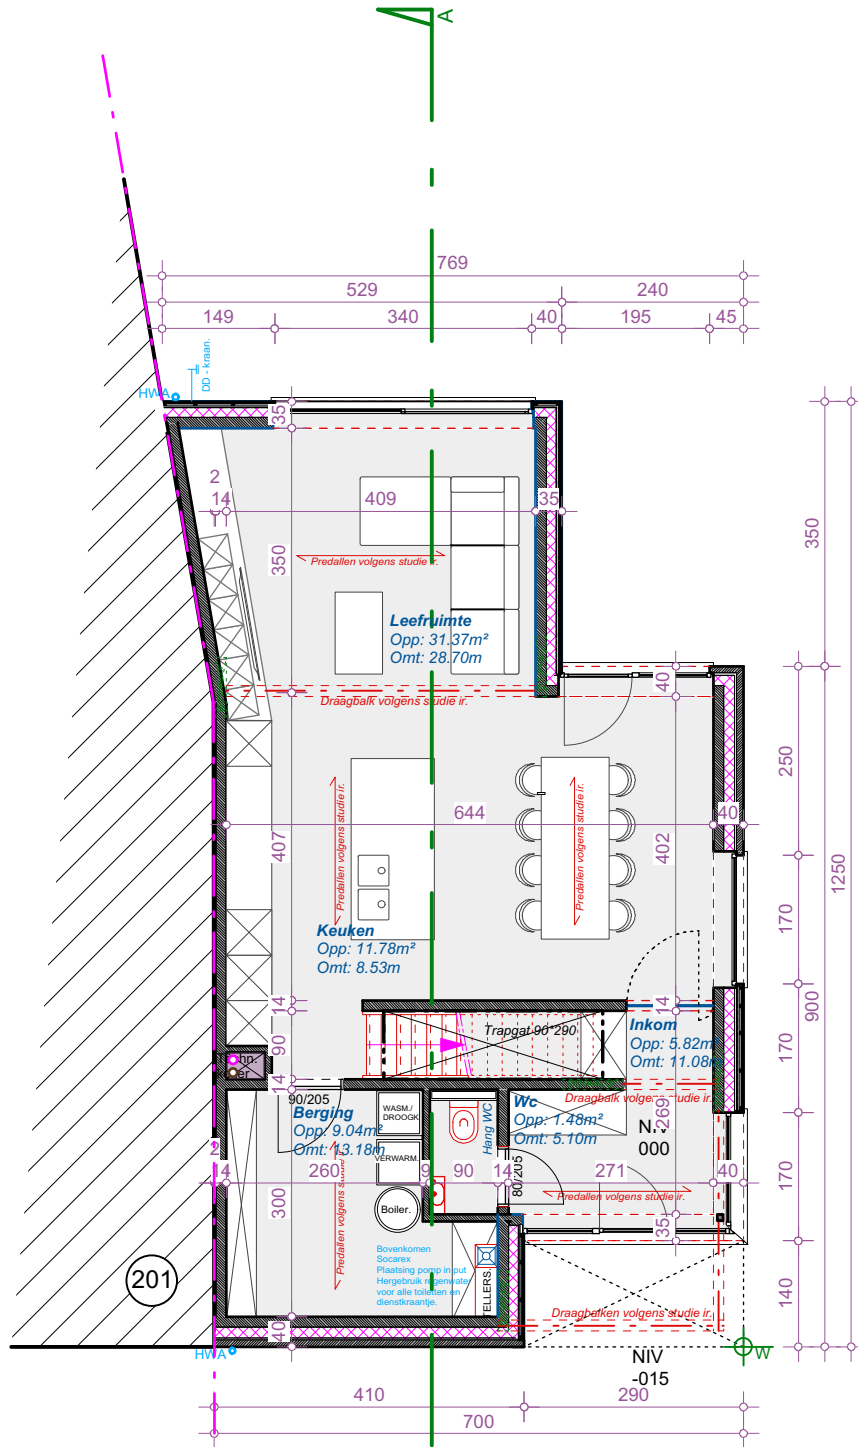 A
769
529
240
149
340
40
195
45
DD - kraan.
HWA
35
2
14
409
35
350
350
Predallen volgens studie ir.
Leefruimte
Opp: 31.37m²
Omt: 28.70m
40
Draagbalk volgens studie ir.
250
Predallen volgens studie ir.
Predallen volgens studie ir.
644
40
407
402
1250
170
Keuken
Opp: 11.78m²
Omt: 8.53m
900
14
14
Trapgat 90*290
Inkom
Opp: 5.82m²
Omt: 11.08m
90
170
14
90/205
Draagbalk volgens studie ir.
Berging
Opp: 9.04m²
Omt: 13.18m
WASM./
DROOGK
Hang WC
Wc
Opp: 1.48m²
Omt: 5.10m
269
000
2
VERWARM.
14
260
9
90
14
80/205
271
40
170
300
Predallen volgens studie ir.
Predallen volgens studie ir.
Boiler.
35
Bovenkomen
Socarex
Plaatsing pomp in put
Hergebruik regenwater
voor alle toiletten en
dienstkraantje.
TELLERS.
201
140
Draagbalken volgens studie ir.
40
HWA
NIV
-015
W
410
290
700